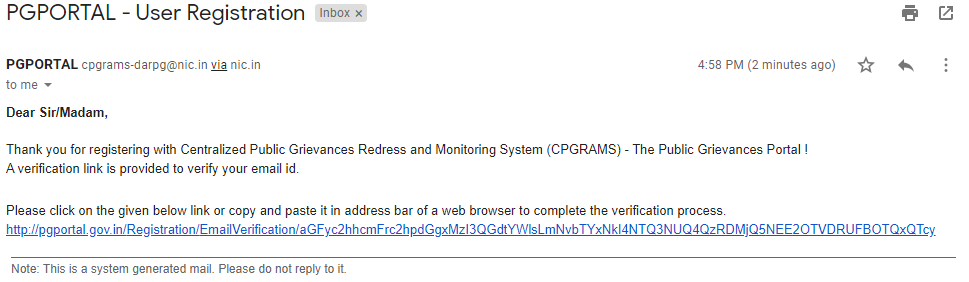 PGPORTAL - User Registration Inbox ×
PGPORTAL cpgrams-darpg@nic.in via nic.in 4:58 PM (2 minutes ago)
to me
Dear Sir/Madam,
Thank you for registering with Centralized Public Grievances Redress and Monitoring System (CPGRAMS) - The Public Grievances Portal !
A verification link is provided to verify your email id.
Please click on the given below link or copy and paste it in address bar of a web browser to complete the verification process.
http://pgportal.gov.in/Registration/EmailVerification/aGFyc2hhcmFrc2hpdGgxMzI3QGdtYWlsLmNvbTYxNkI4NTQ3NUQ4QzRDMjQ5NEE2OTVDRUFBOTQxQTcy
Note: This is a system generated mail. Please do not reply to it.